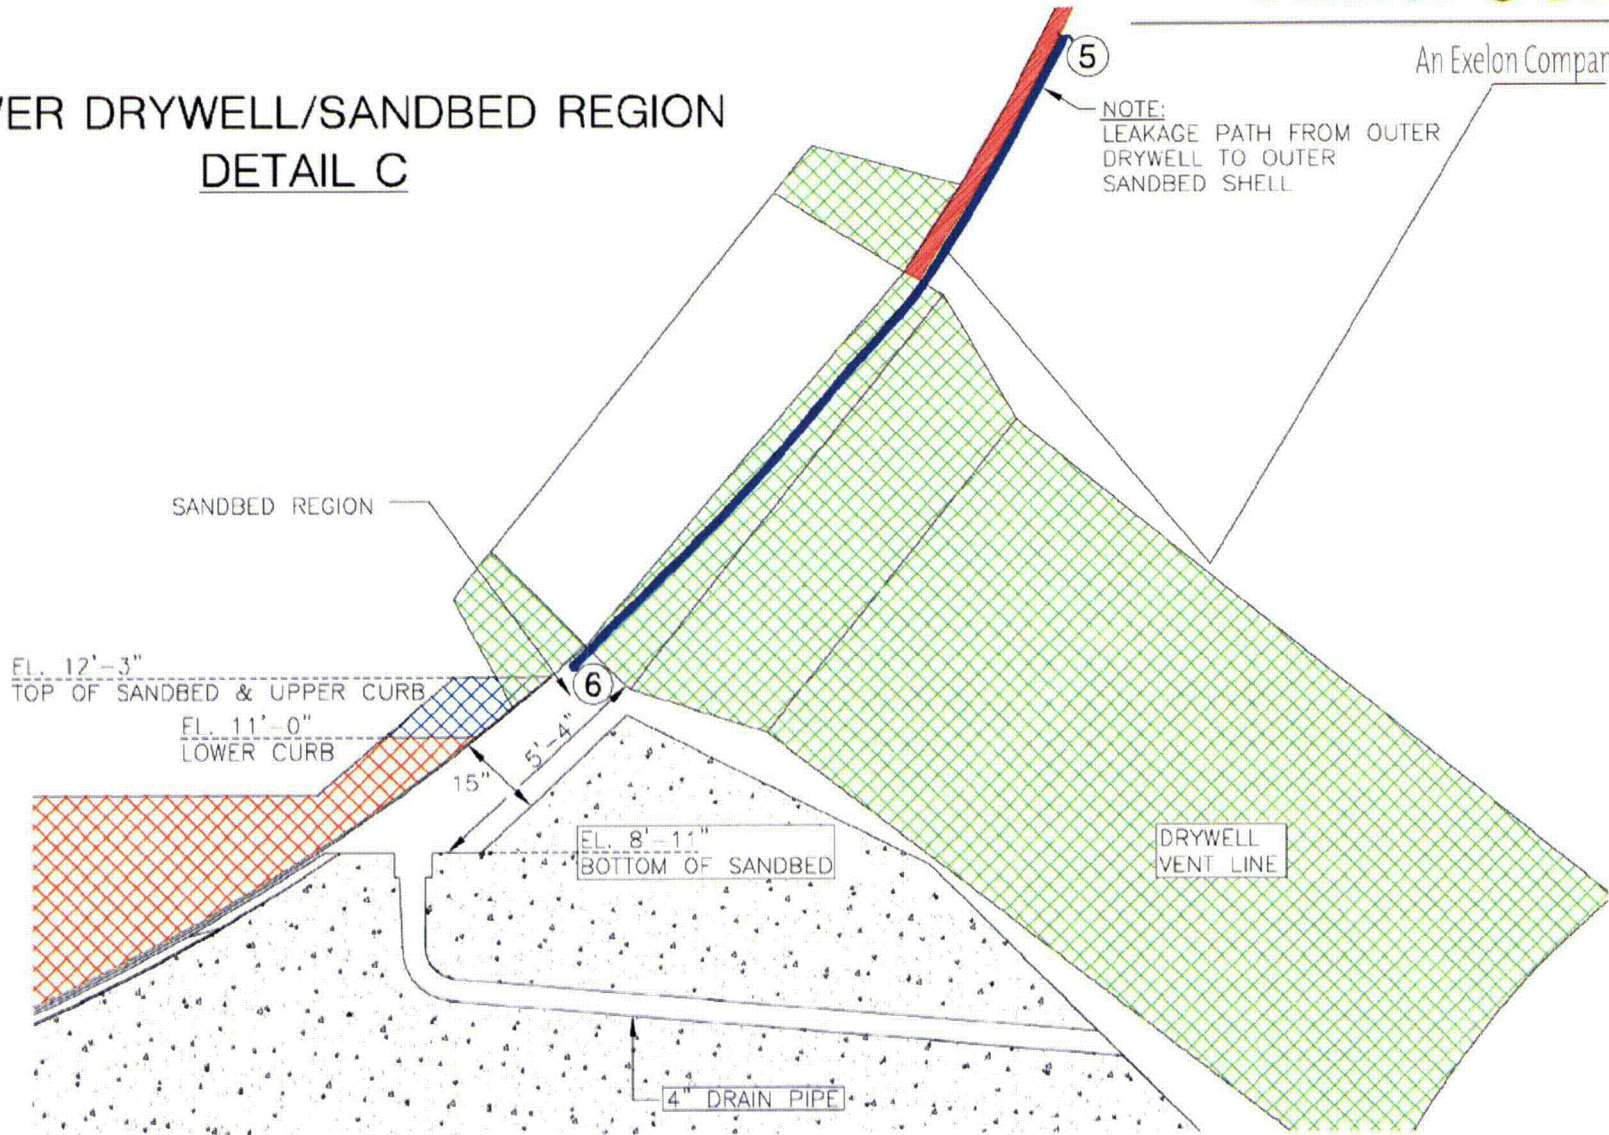 An Exelon
VER DRYWELL/SANDBED REGION
DETAIL C
5
NOTE:
LEAKAGE PATH FROM OUTER
DRYWELL TO OUTER
SANDBED SHELL
SANDBED REGION
6
EL. 12'-3"
TOP OF SANDBED & UPPER CURB
EL. 11'-0"
LOWER CURB
15"
5'-4"
EL. 8'-11"
BOTTOM OF SANDBED
DRYWELL
VENT LINE
4" DRAIN PIPE